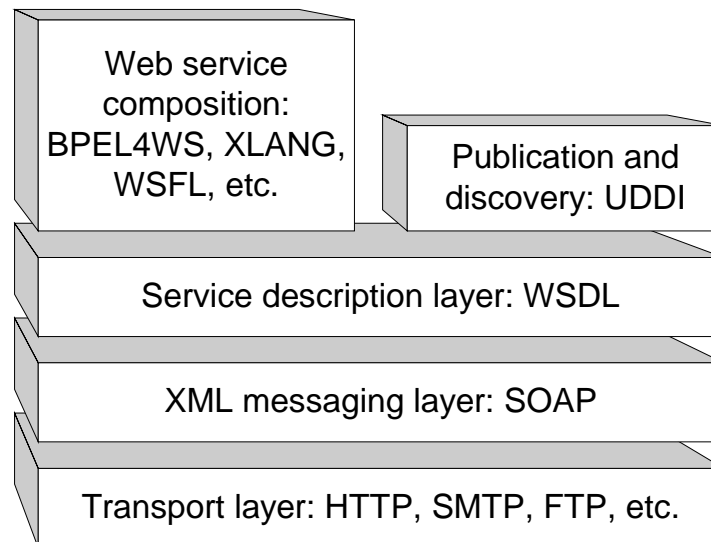 Web service
composition:
BPEL4WS, XLANG,
WSFL, etc.
Publication and
discovery: UDDI
Service description layer: WSDL
XML messaging layer: SOAP
Transport layer: HTTP, SMTP, FTP, etc.